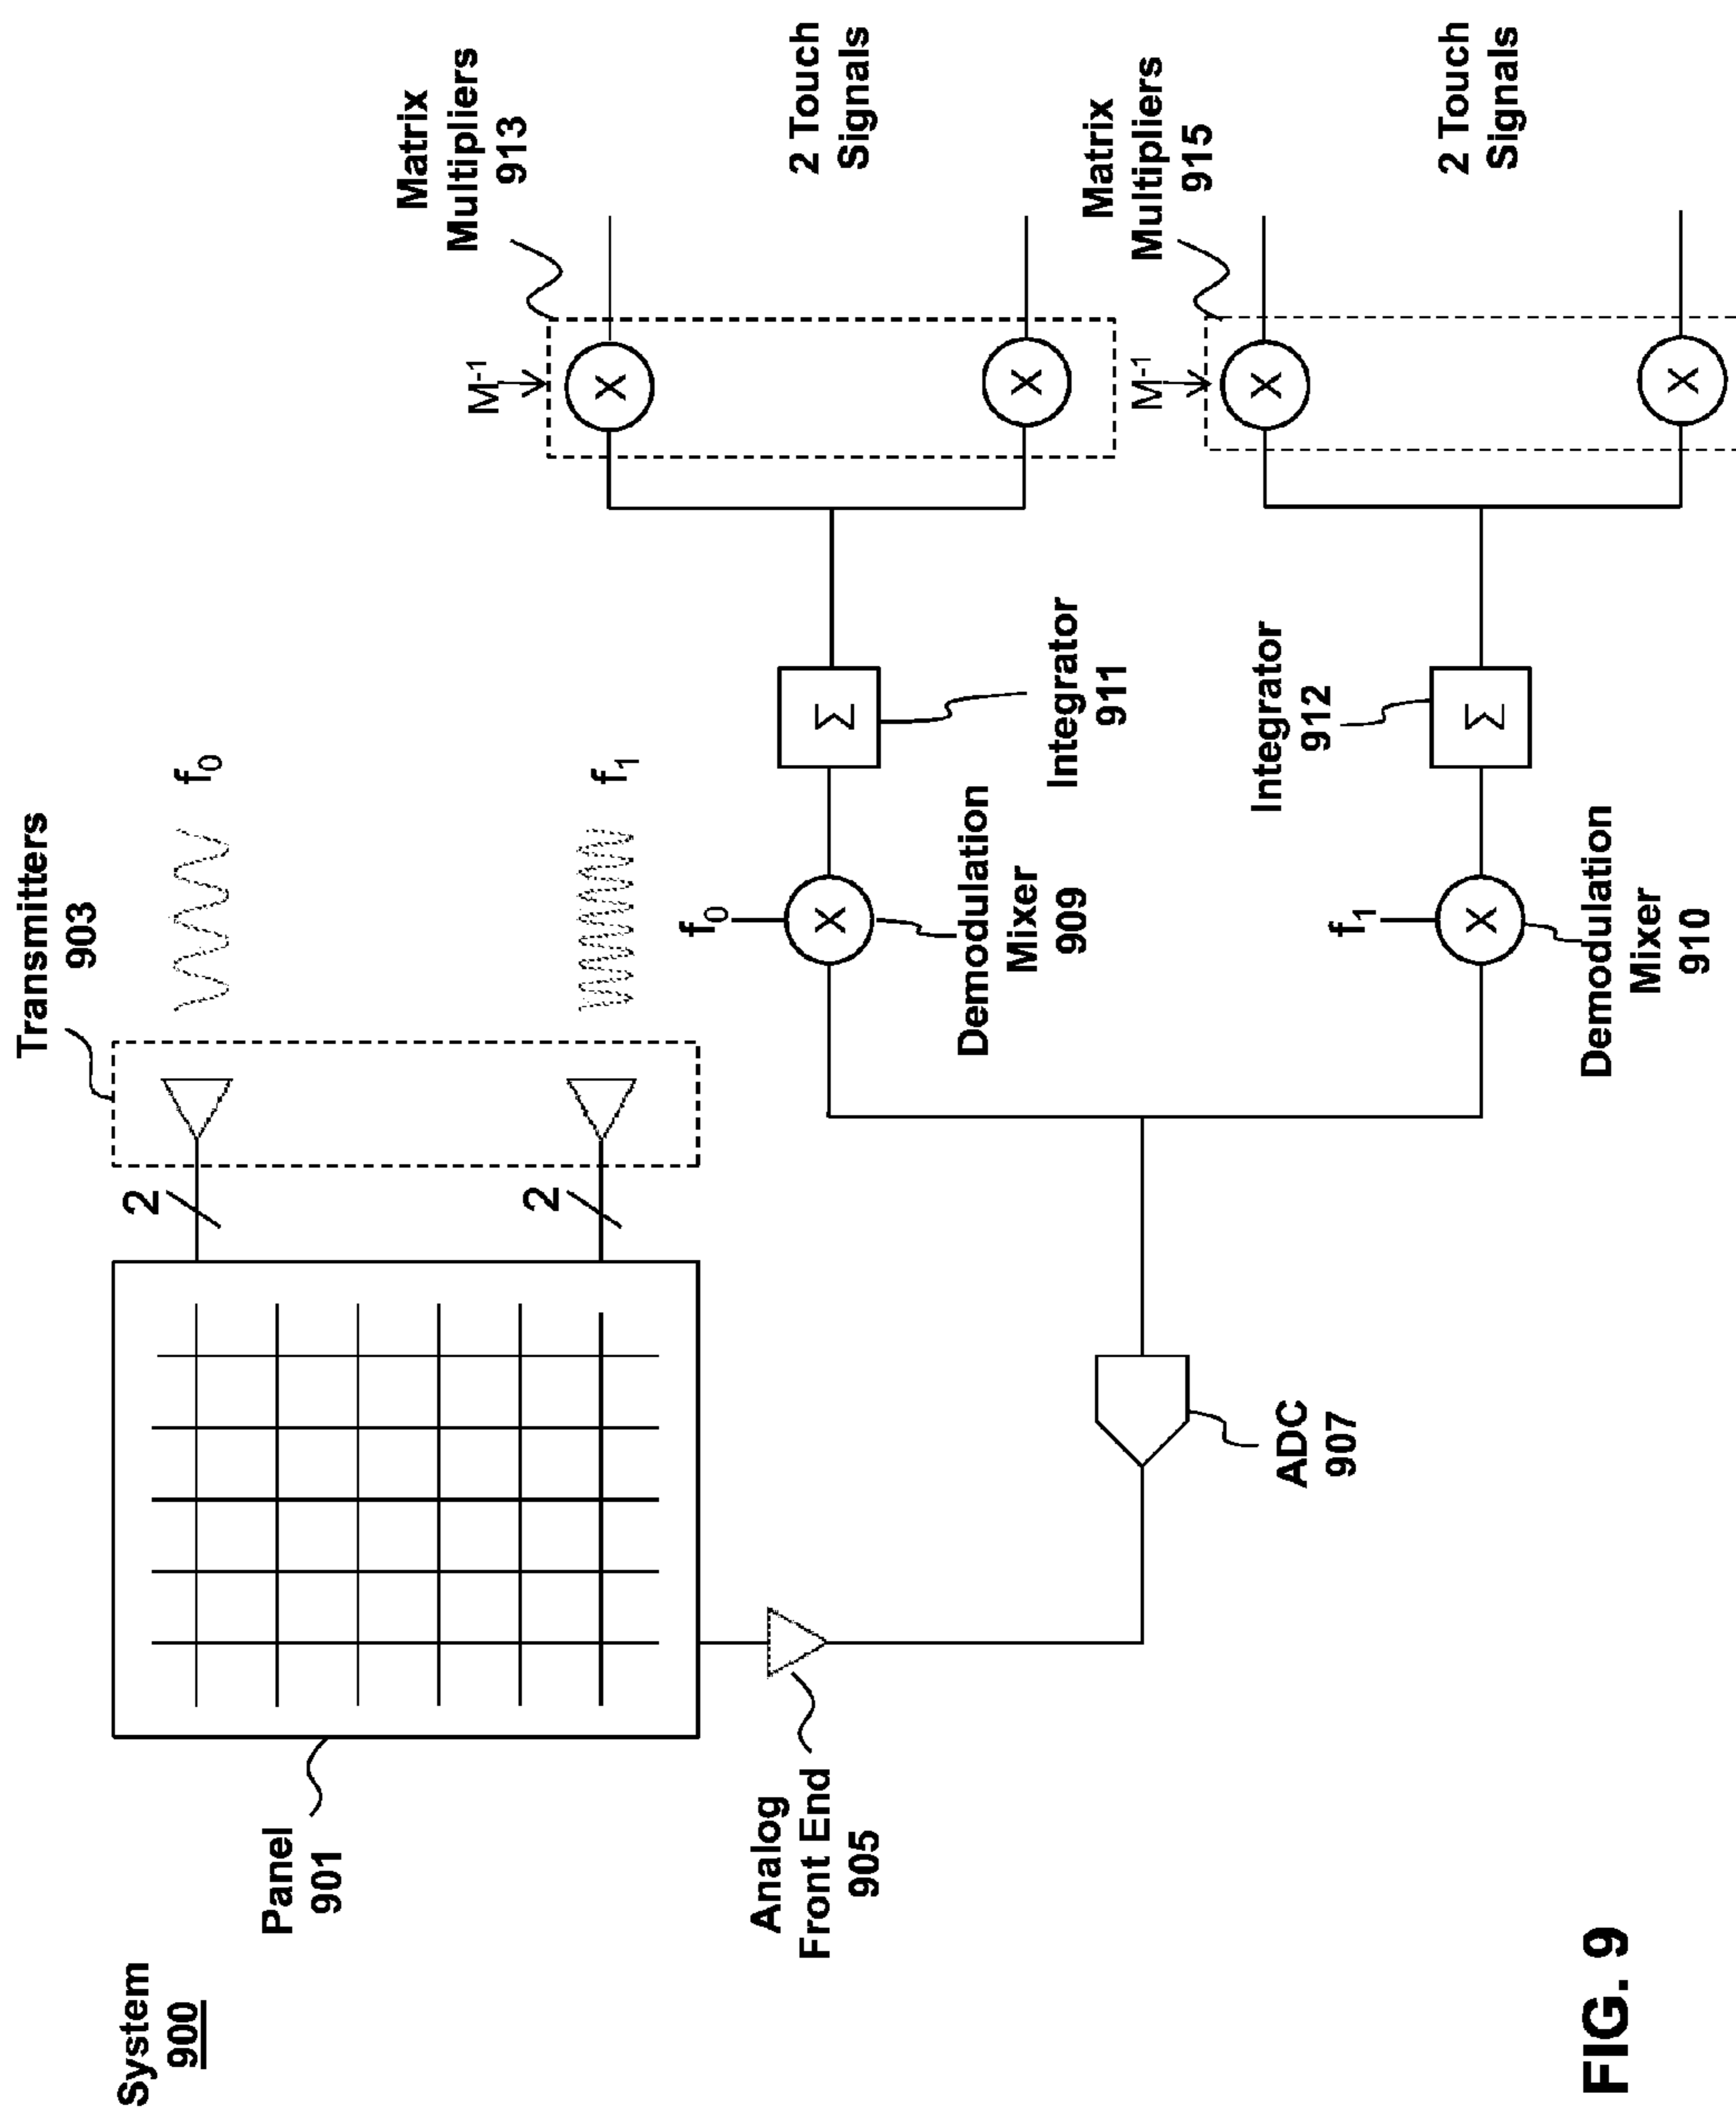 System
900
Panel
901
Transmitters
903
2
2
f0
f1
Analog
Front End
905
ADC
907
f0
Demodulation
Mixer
909
Integrator
911
Σ
X
M-1
Matrix
Multipliers
913
X
X
2 Touch
Signals
f1
Demodulation
Mixer
910
X
Integrator
912
Σ
M-1
Matrix
Multipliers
915
X
X
2 Touch
Signals
FIG. 9